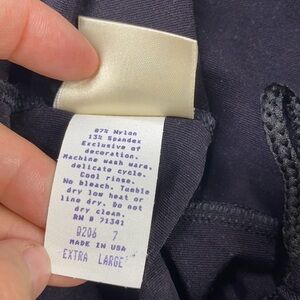 87% Nylon
13% Spandex
Exclusive of
decoration.
Machine wash warm.
delicate cycle.
Cool rinse.
No bleach. Tumble
dry low heat or
line dry. Do not
dry clean.
RN # 71341
0206 7
MADE IN USA
EXTRA LARGE